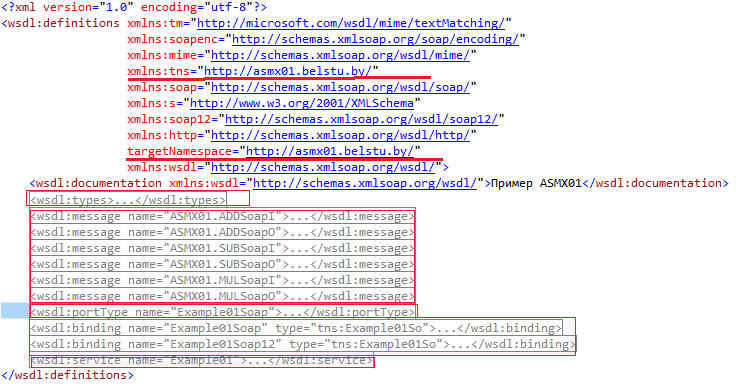 <?xml version="1.0" encoding="utf-8"?>
<wsdl:definitions xmlns:tm="http://microsoft.com/wsdl/mime/textMatching/"
xmlns:soapenc="http://schemas.xmlsoap.org/soap/encoding/"
xmlns:mime="http://schemas.xmlsoap.org/wsdl/mime/"
xmlns:tns="http://asmx01.belstu.by/"
xmlns:soap="http://schemas.xmlsoap.org/wsdl/soap/"
xmlns:s="http://www.w3.org/2001/XMLSchema"
xmlns:soap12="http://schemas.xmlsoap.org/wsdl/soap12/"
xmlns:http="http://schemas.xmlsoap.org/wsdl/http/"
targetNamespace="http://asmx01.belstu.by/"
xmlns:wsdl="http://schemas.xmlsoap.org/wsdl/">
<wsdl:documentation xmlns:wsdl="http://schemas.xmlsoap.org/wsdl/">Пример ASMX01</wsdl:documentation>
<wsdl:types>...</wsdl:types>
<wsdl:message name="ASMX01.ADDSoapI">...</wsdl:message>
<wsdl:message name="ASMX01.ADDSoapO">...</wsdl:message>
<wsdl:message name="ASMX01.SUBSoapI">...</wsdl:message>
<wsdl:message name="ASMX01.SUBSoapO">...</wsdl:message>
<wsdl:message name="ASMX01.MULSoapI">...</wsdl:message>
<wsdl:message name="ASMX01.MULSoapO">...</wsdl:message>
<wsdl:portType name="Example01Soap">...</wsdl:portType>
<wsdl:binding name="Example01Soap" type="tns:Example01So">...</wsdl:binding>
<wsdl:binding name="Example01Soap12" type="tns:Example01So">...</wsdl:binding>
<wsdl:service name="Example01">...</wsdl:service>
</wsdl:definitions>